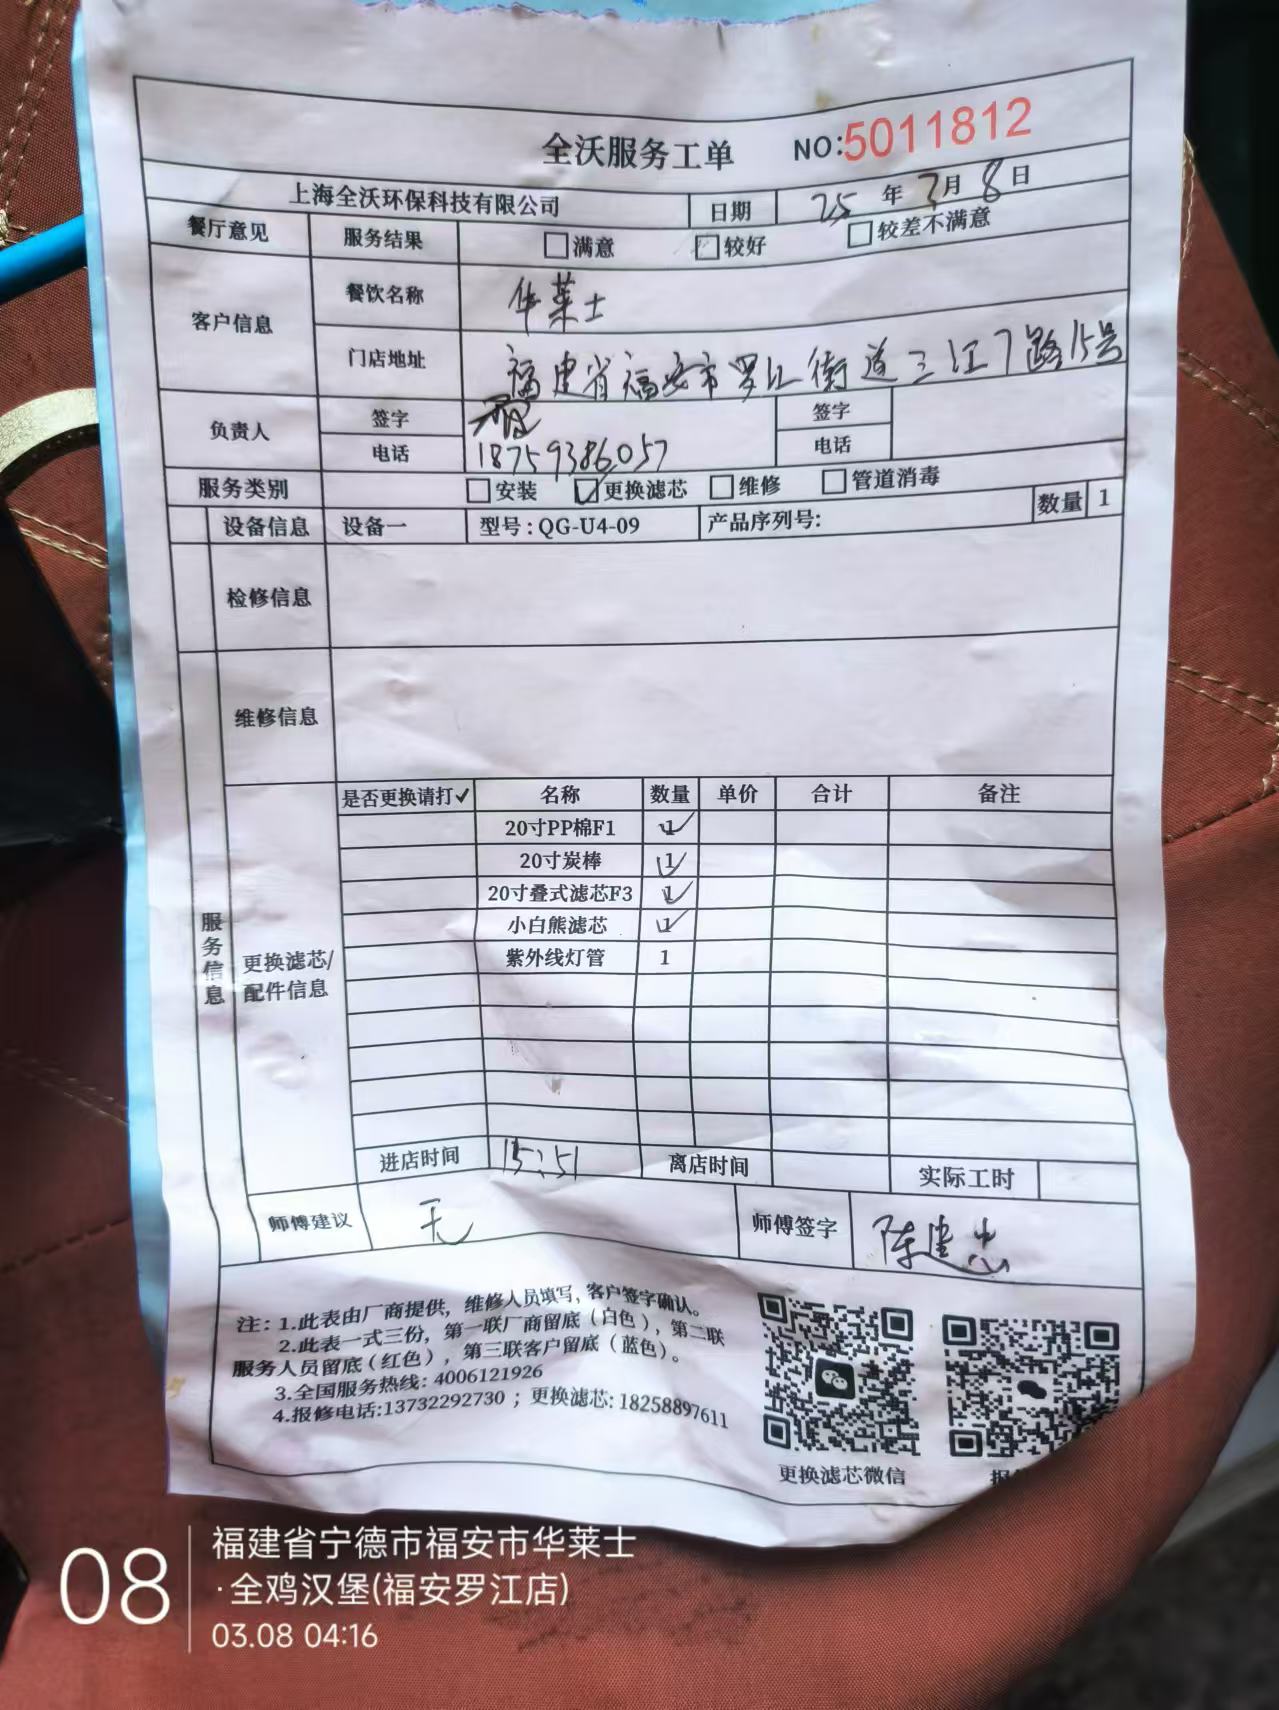 全沃服务工单 NO:5011812
上海全沃环保科技有限公司 日期 25年3月8日
餐厅意见 服务结果 □满意 □较好 □较差不满意
客户信息 餐饮名称 华莱士
门店地址 福建省福安市罗江街道三江7路15号
负责人 签字 签字
电话 18759386057 电话
服务类别 □安装 ☑更换滤芯 □维修 □管道消毒
设备信息 设备一 型号:QG-U4-09 产品序列号: 数量 1
检修信息
维修信息
服务信息
更换滤芯/
配件信息
是否更换请打✓ 名称 数量 单价 合计 备注
20寸PP棉F1 1 ✓
20寸炭棒 1 ✓
20寸叠式滤芯F3 1 ✓
小白熊滤芯 1 ✓
紫外线灯管 1
进店时间 15:51 离店时间 实际工时
师傅建议 无 师傅签字 陈建忠
注:1.此表由厂商提供,维修人员填写,客户签字确认。
2.此表一式三份,第一联厂商留底(白色),第二联
服务人员留底(红色),第三联客户留底(蓝色)。
3.全国服务热线:4006121926
4.报修电话:13732292730;更换滤芯:18258897611
更换滤芯微信
08
福建省宁德市福安市华莱士
·全鸡汉堡(福安罗江店)
03.08 04:16